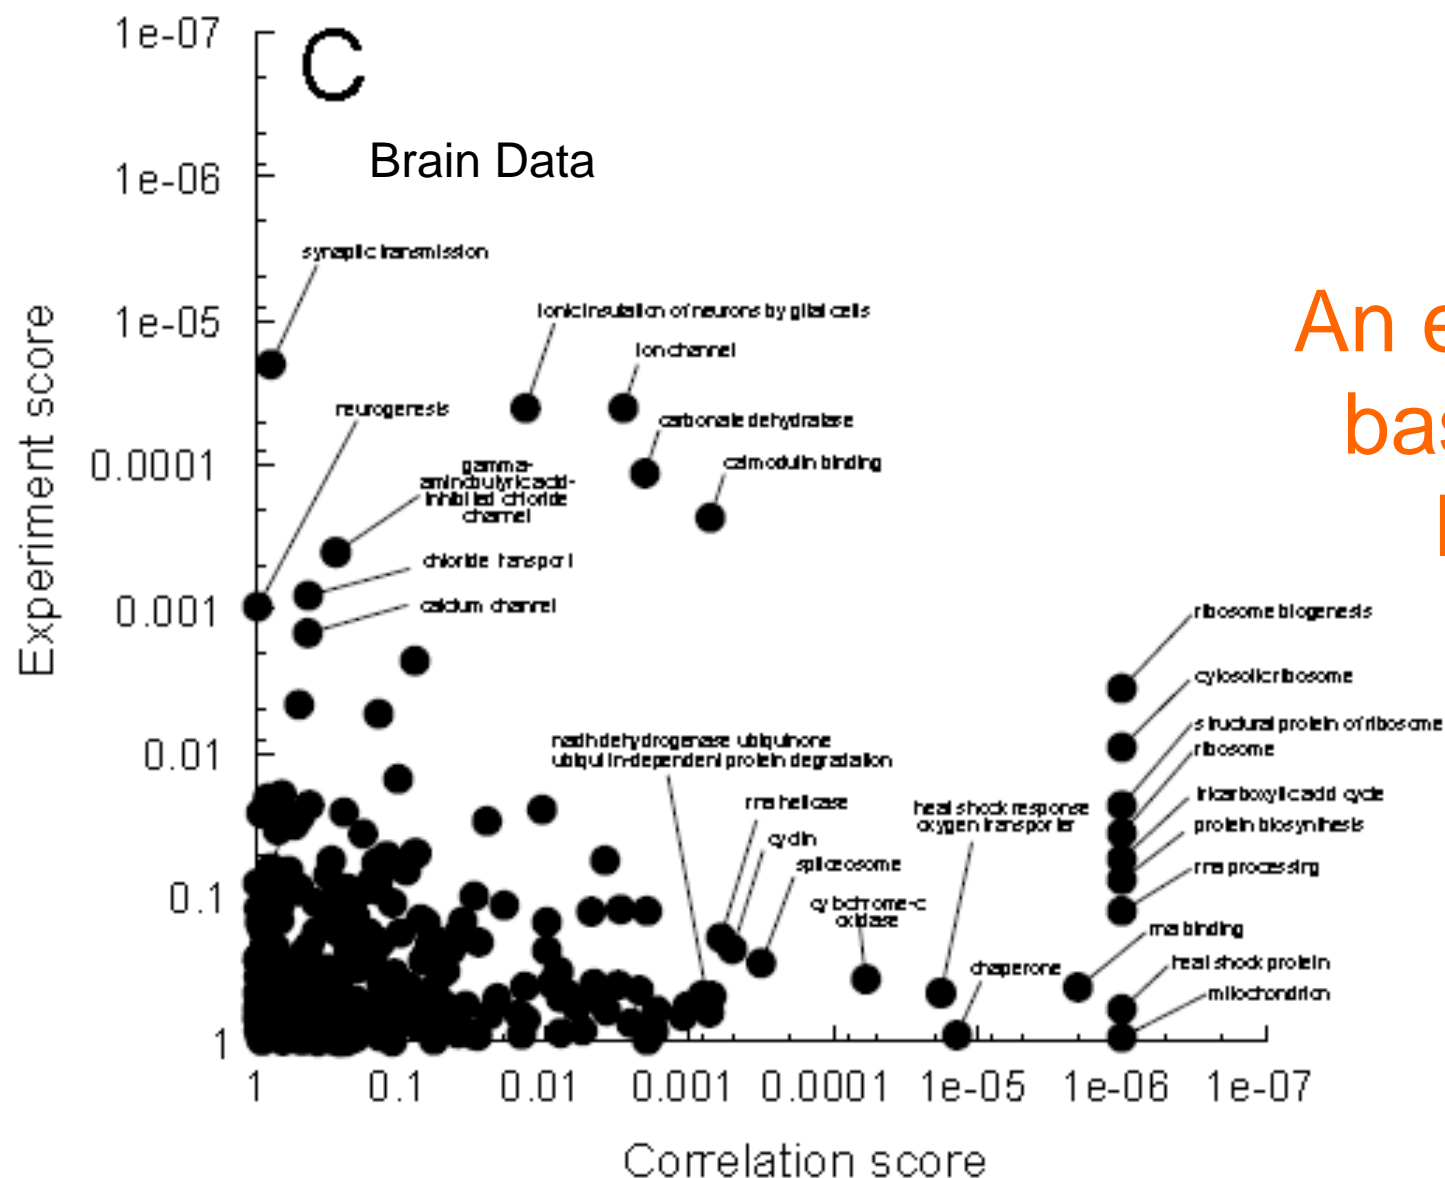 1e-07
C
Brain Data
1e-06
synaptic transmission
ionic insulation of neurons by glial cells
1e-05
ion channel
An e
neurogenesis
carbonate dehydratase
bas
0.0001
gamma-
aminobutyric acid-
inhibited chloride
channel
calmodulin binding
chloride transport
calcium channel
0.001
Experiment score
ribosome biogenesis
cytosolic ribosome
structural protein of ribosome
ribosome
nadh dehydrogenase ubiquinone
ubiquitin-dependent protein degradation
0.01
tricarboxylic acid cycle
protein biosynthesis
rna helicase
heat shock response
oxygen transporter
cyclin
spliceosome
rna processing
0.1
cytochrome-c
oxidase
rna binding
chaperone
heat shock protein
mitochondrion
1
1 0.1 0.01 0.001 0.0001 1e-05 1e-06 1e-07
Correlation score